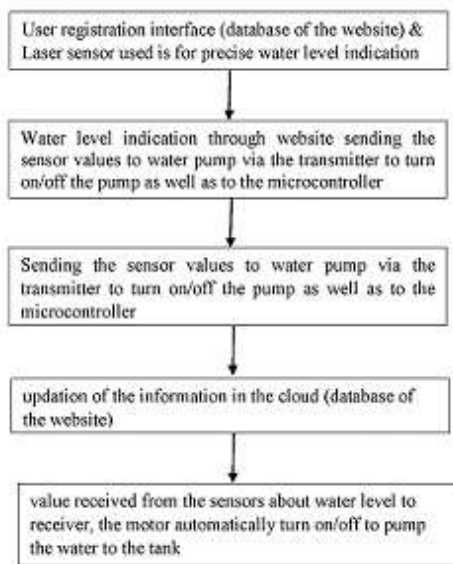 User registration interface (database of the website) &
Laser sensor used is for precise water level indication
Water level indication through website sending the
sensor values to water pump via the transmitter to turn
on/off the pump as well as to the microcontroller
Sending the sensor values to water pump via the
transmitter to turn on/off the pump as well as to the
microcontroller
updation of the information in the cloud (database of
the website)
value received from the sensors about water level to
receiver, the motor automatically turn on/off to pump
the water to the tank